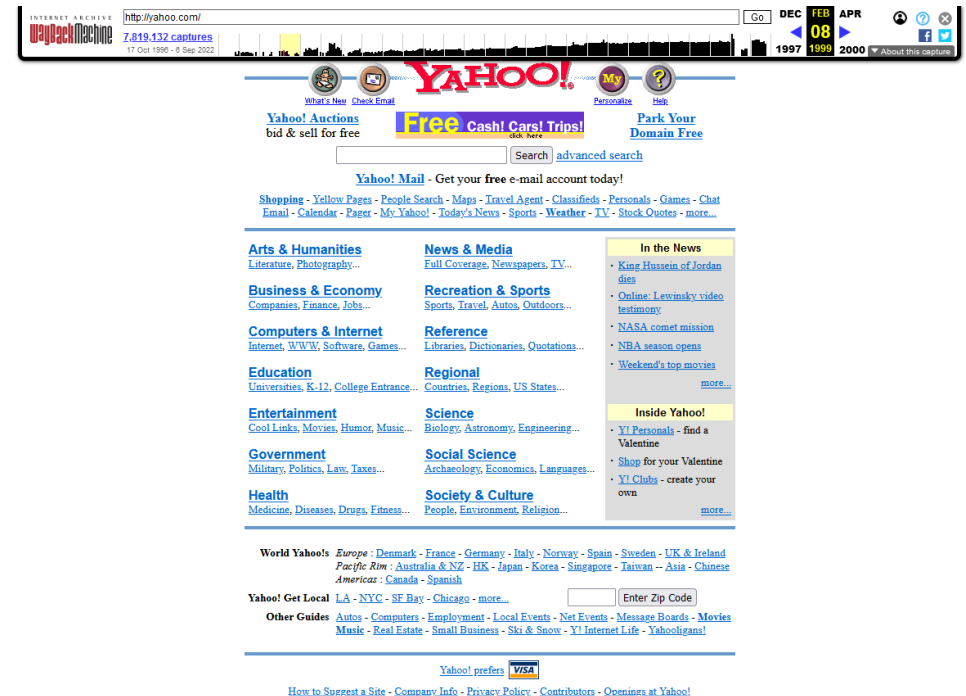 INTERNET ARCHIVE
WayBackMachine
http://yahoo.com/
Go
DEC FEB APR
7,819,132 captures
08
17 Oct 1996 - 6 Sep 2022
1997 1999 2000
About this capture
What's New Check Email YAHOO! My Personalize ? Help
Yahoo! Auctions
bid & sell for free
Free Cash! Cars! Trips!
click here
Park Your
Domain Free
Search advanced search
Yahoo! Mail - Get your free e-mail account today!
Shopping - Yellow Pages - People Search - Maps - Travel Agent - Classifieds - Personals - Games - Chat
Email - Calendar - Pager - My Yahoo! - Today's News - Sports - Weather - TV - Stock Quotes - more...
Arts & Humanities
Literature, Photography...
Business & Economy
Companies, Finance, Jobs...
Computers & Internet
Internet, WWW, Software, Games...
Education
Universities, K-12, College Entrance...
Entertainment
Cool Links, Movies, Humor, Music...
Government
Military, Politics, Law, Taxes...
Health
Medicine, Diseases, Drugs, Fitness...
News & Media
Full Coverage, Newspapers, TV...
Recreation & Sports
Sports, Travel, Autos, Outdoors...
Reference
Libraries, Dictionaries, Quotations...
Regional
Countries, Regions, US States...
Science
Biology, Astronomy, Engineering...
Social Science
Archaeology, Economics, Languages...
Society & Culture
People, Environment, Religion...
In the News
· King Hussein of Jordan
dies
· Online: Lewinsky video
testimony
· NASA comet mission
· NBA season opens
· Weekend's top movies
more...
Inside Yahoo!
· Y! Personals - find a
Valentine
· Shop for your Valentine
· Y! Clubs - create your
own
more...
World Yahoo!s Europe : Denmark - France - Germany - Italy - Norway - Spain - Sweden - UK & Ireland
Pacific Rim : Australia & NZ - HK - Japan - Korea - Singapore - Taiwan -- Asia - Chinese
Americas : Canada - Spanish
Yahoo! Get Local LA - NYC - SF Bay - Chicago - more... Enter Zip Code
Other Guides Autos - Computers - Employment - Local Events - Net Events - Message Boards - Movies
Music - Real Estate - Small Business - Ski & Snow - Y! Internet Life - Yahooligans!
Yahoo! prefers VISA
How to Suggest a Site - Company Info - Privacy Policy - Contributors - Openings at Yahoo!